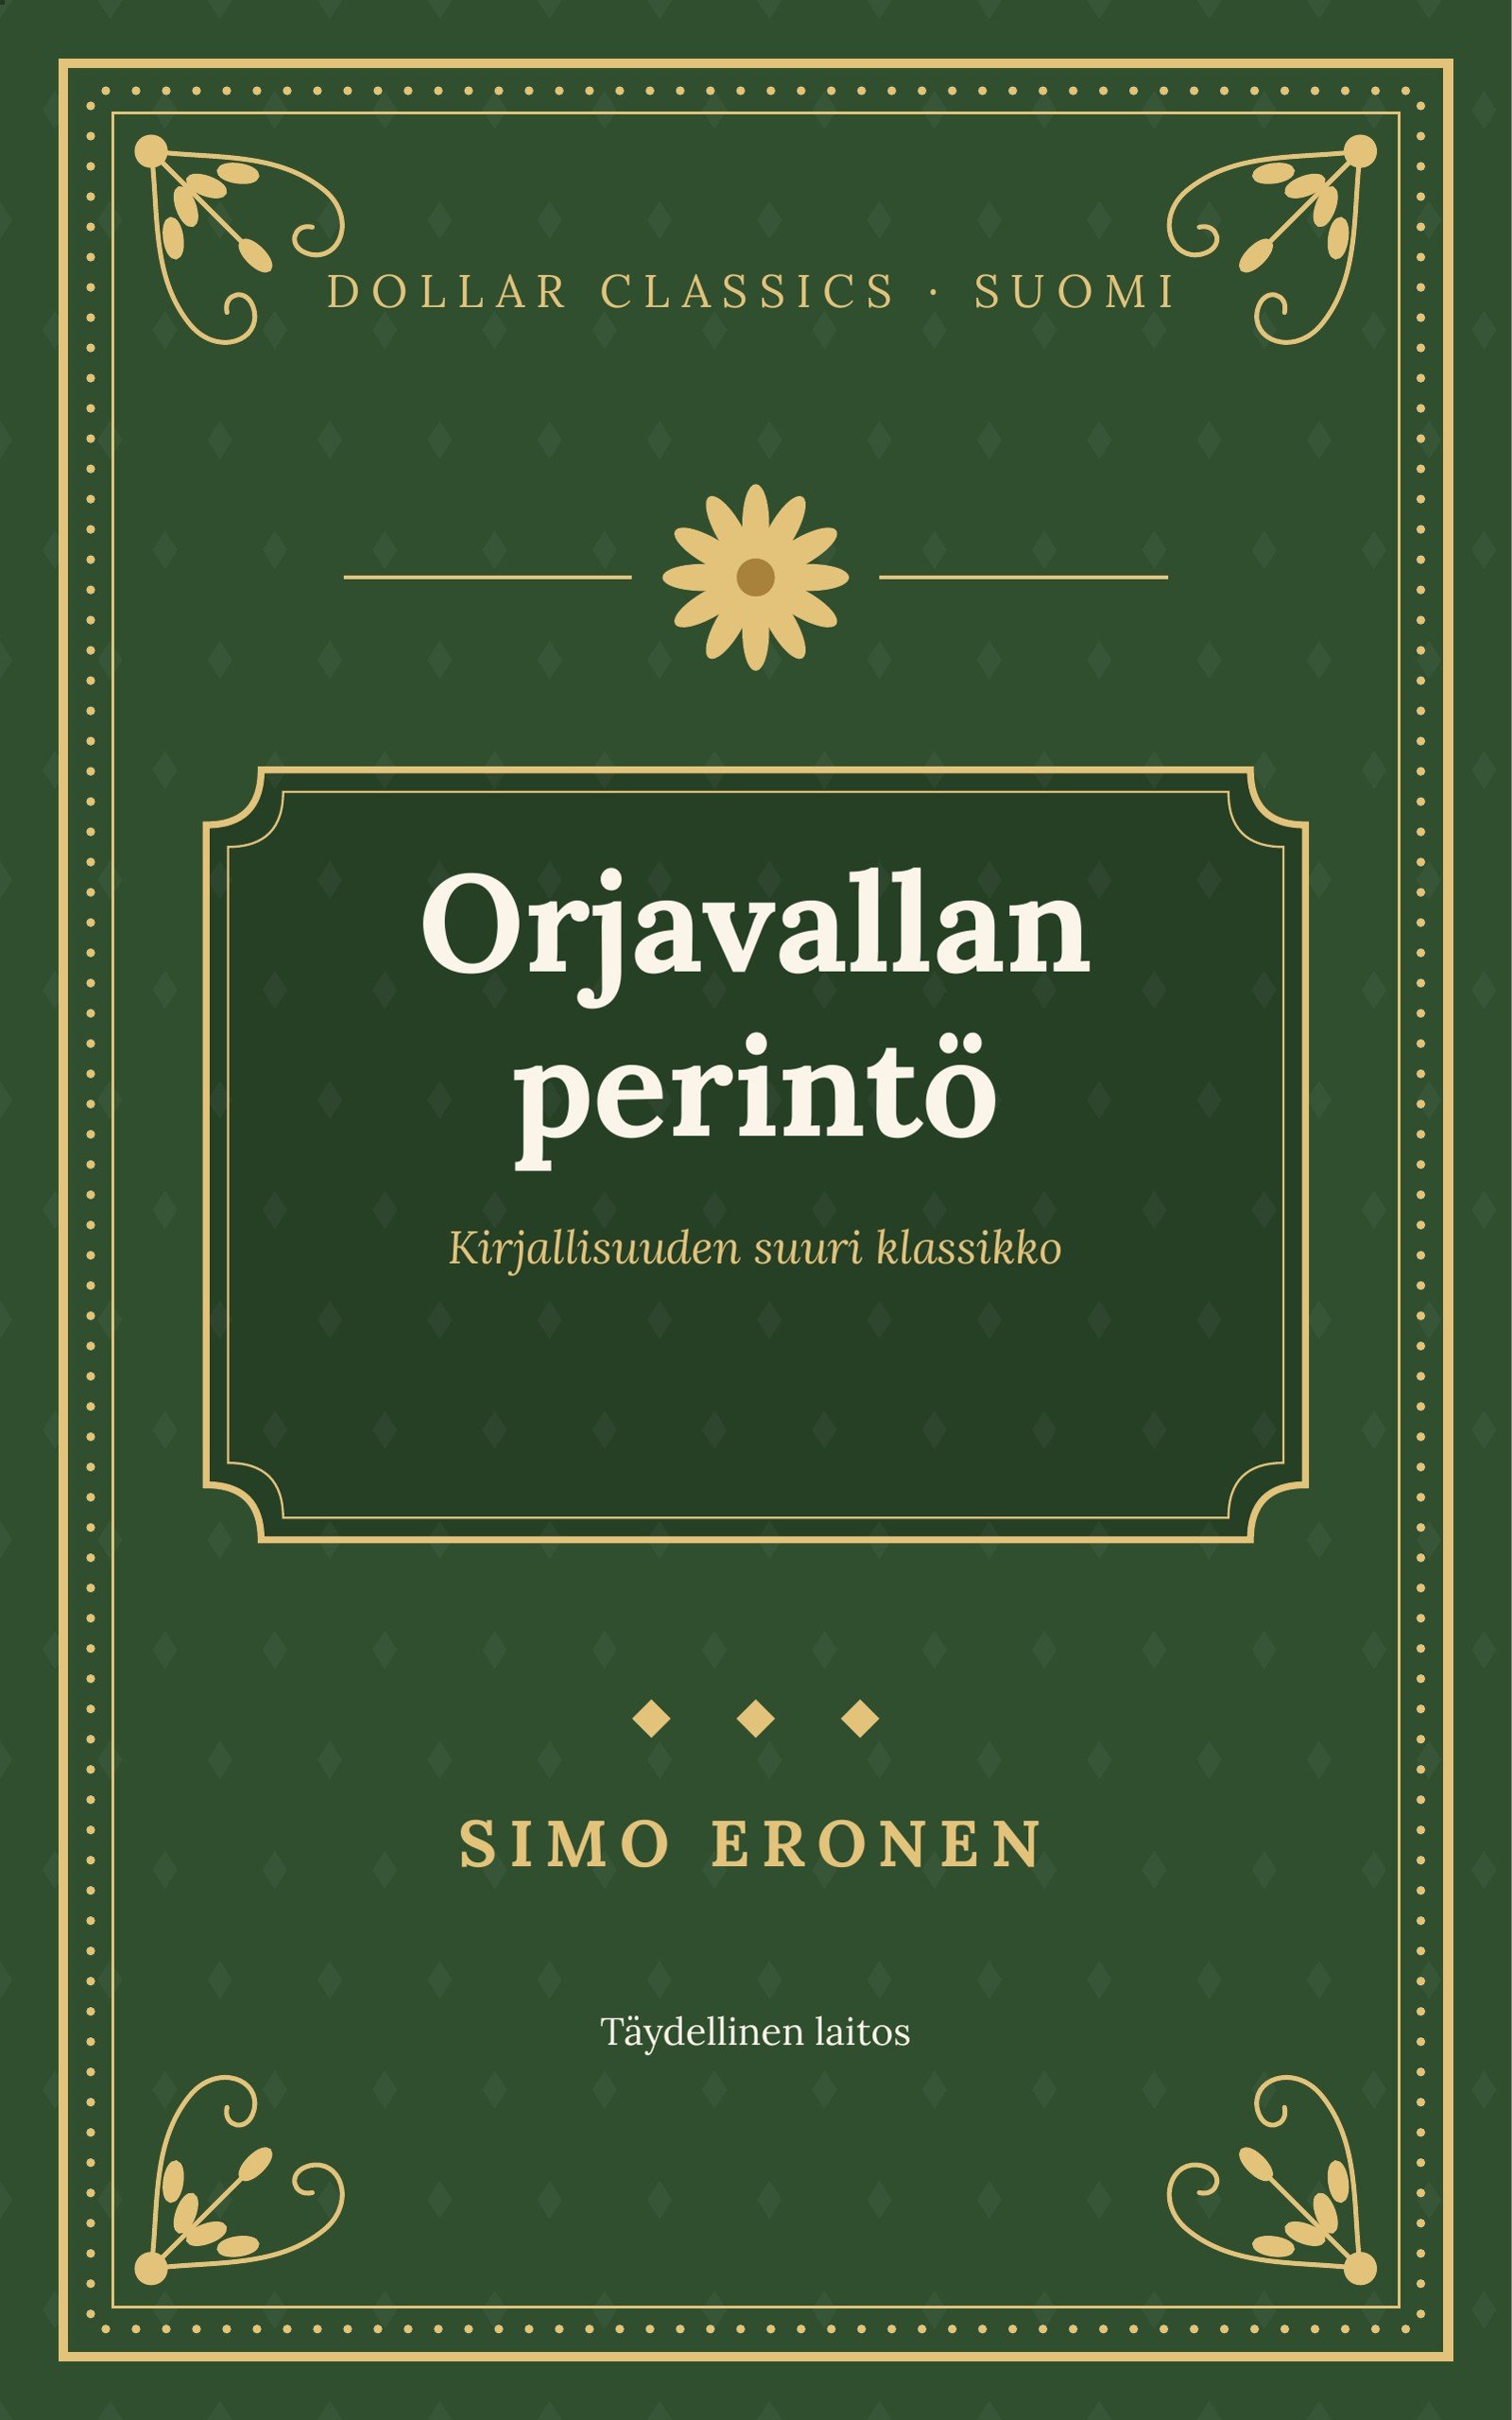 DOLLAR CLASSICS · SUOMI
Orjavallan
perintö
Kirjallisuuden suuri klassikko
SIMO ERONEN
Täydellinen laitos